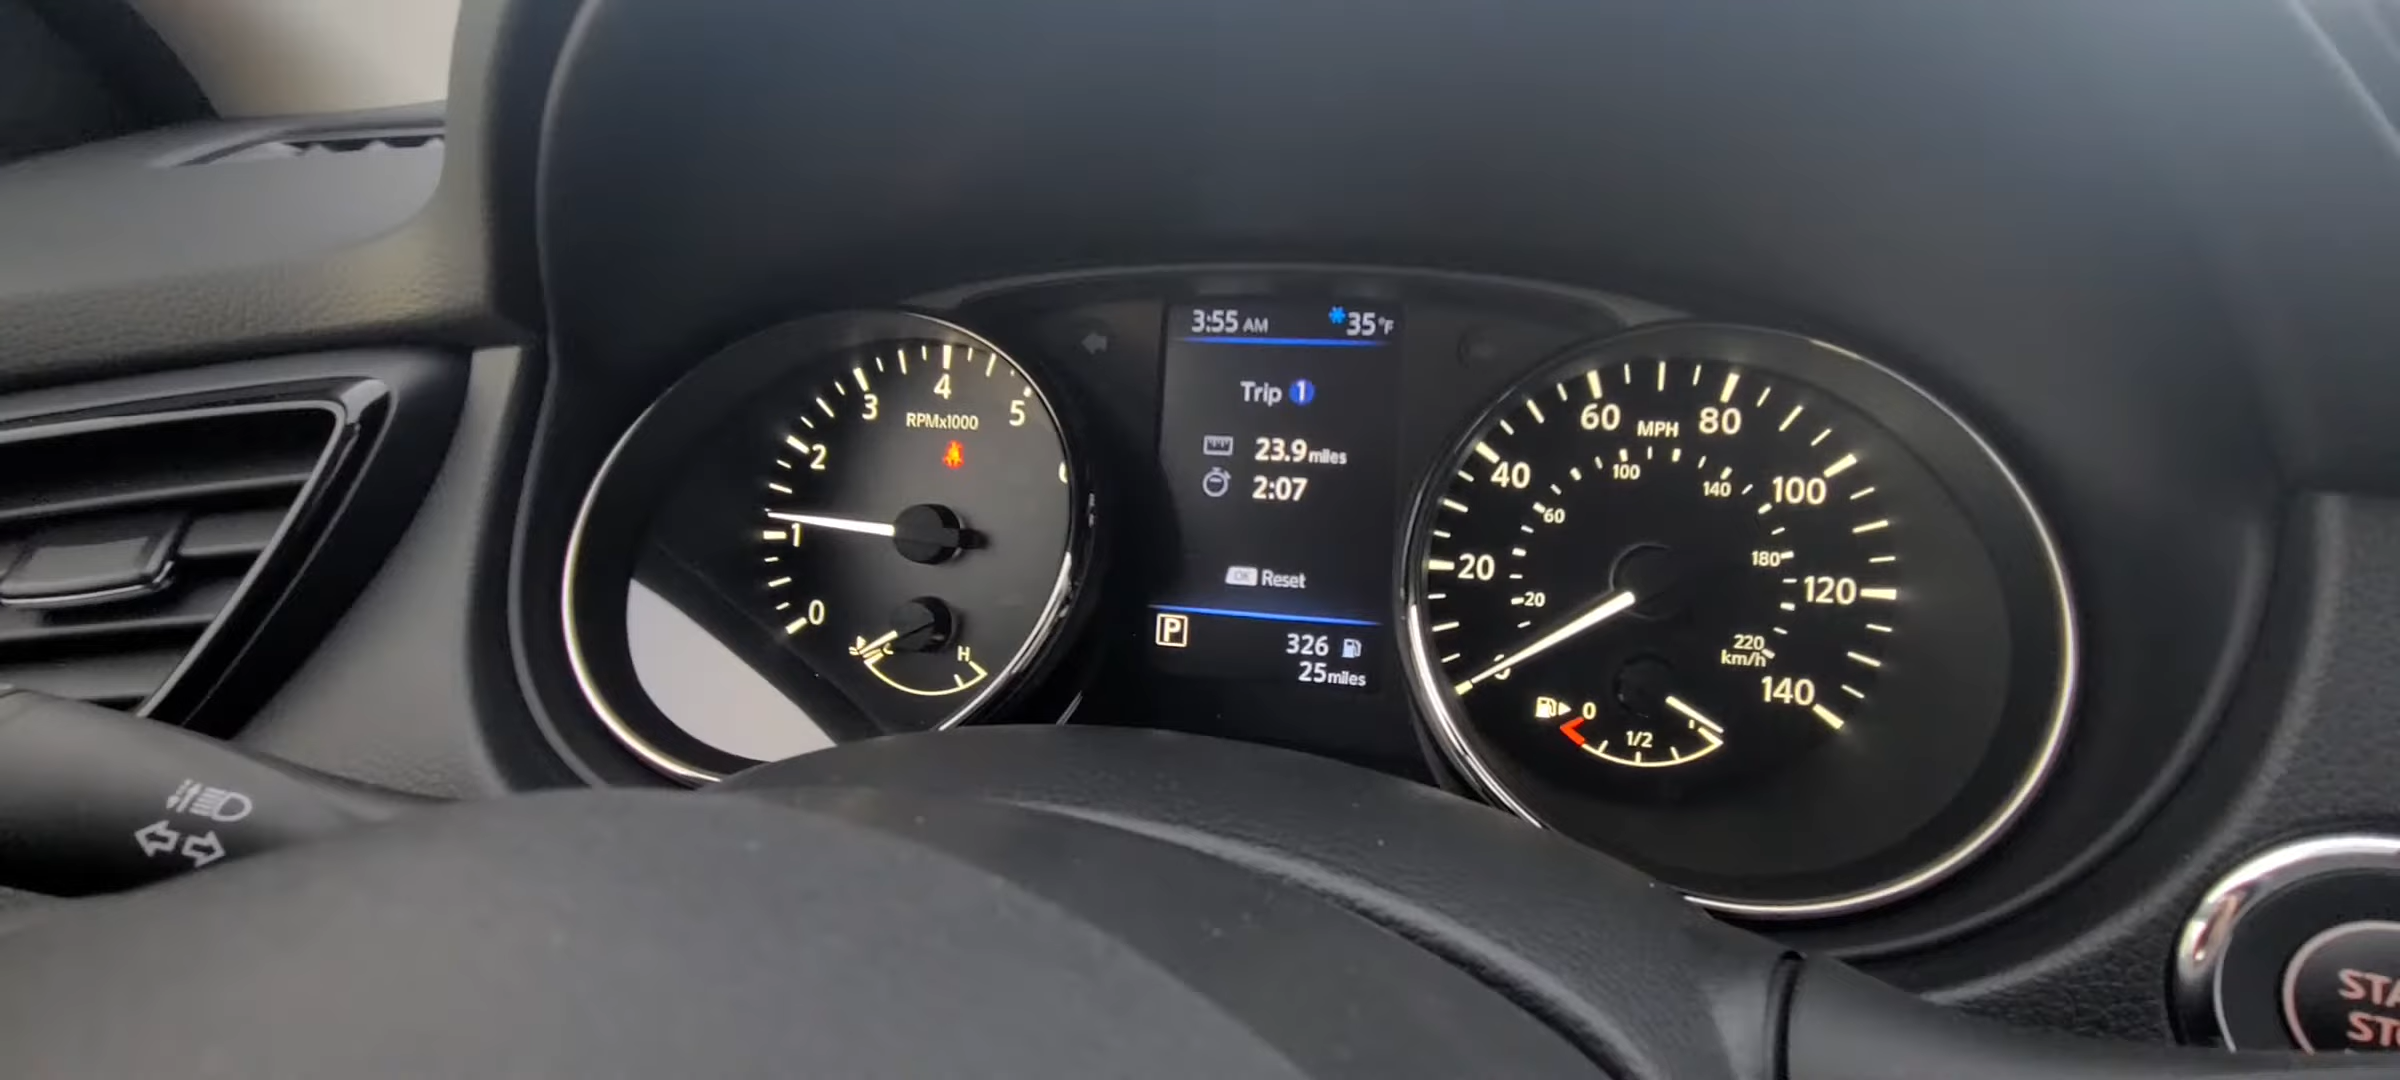 3:55 AM
35°F
Trip 1
23.9 miles
2:07
OK Reset
P
326
25 miles
0
1
2
3
4
5
RPMx1000
C
H
20
40
60
80
100
120
140
MPH
20
60
100
140
180
220
km/h
0
1/2